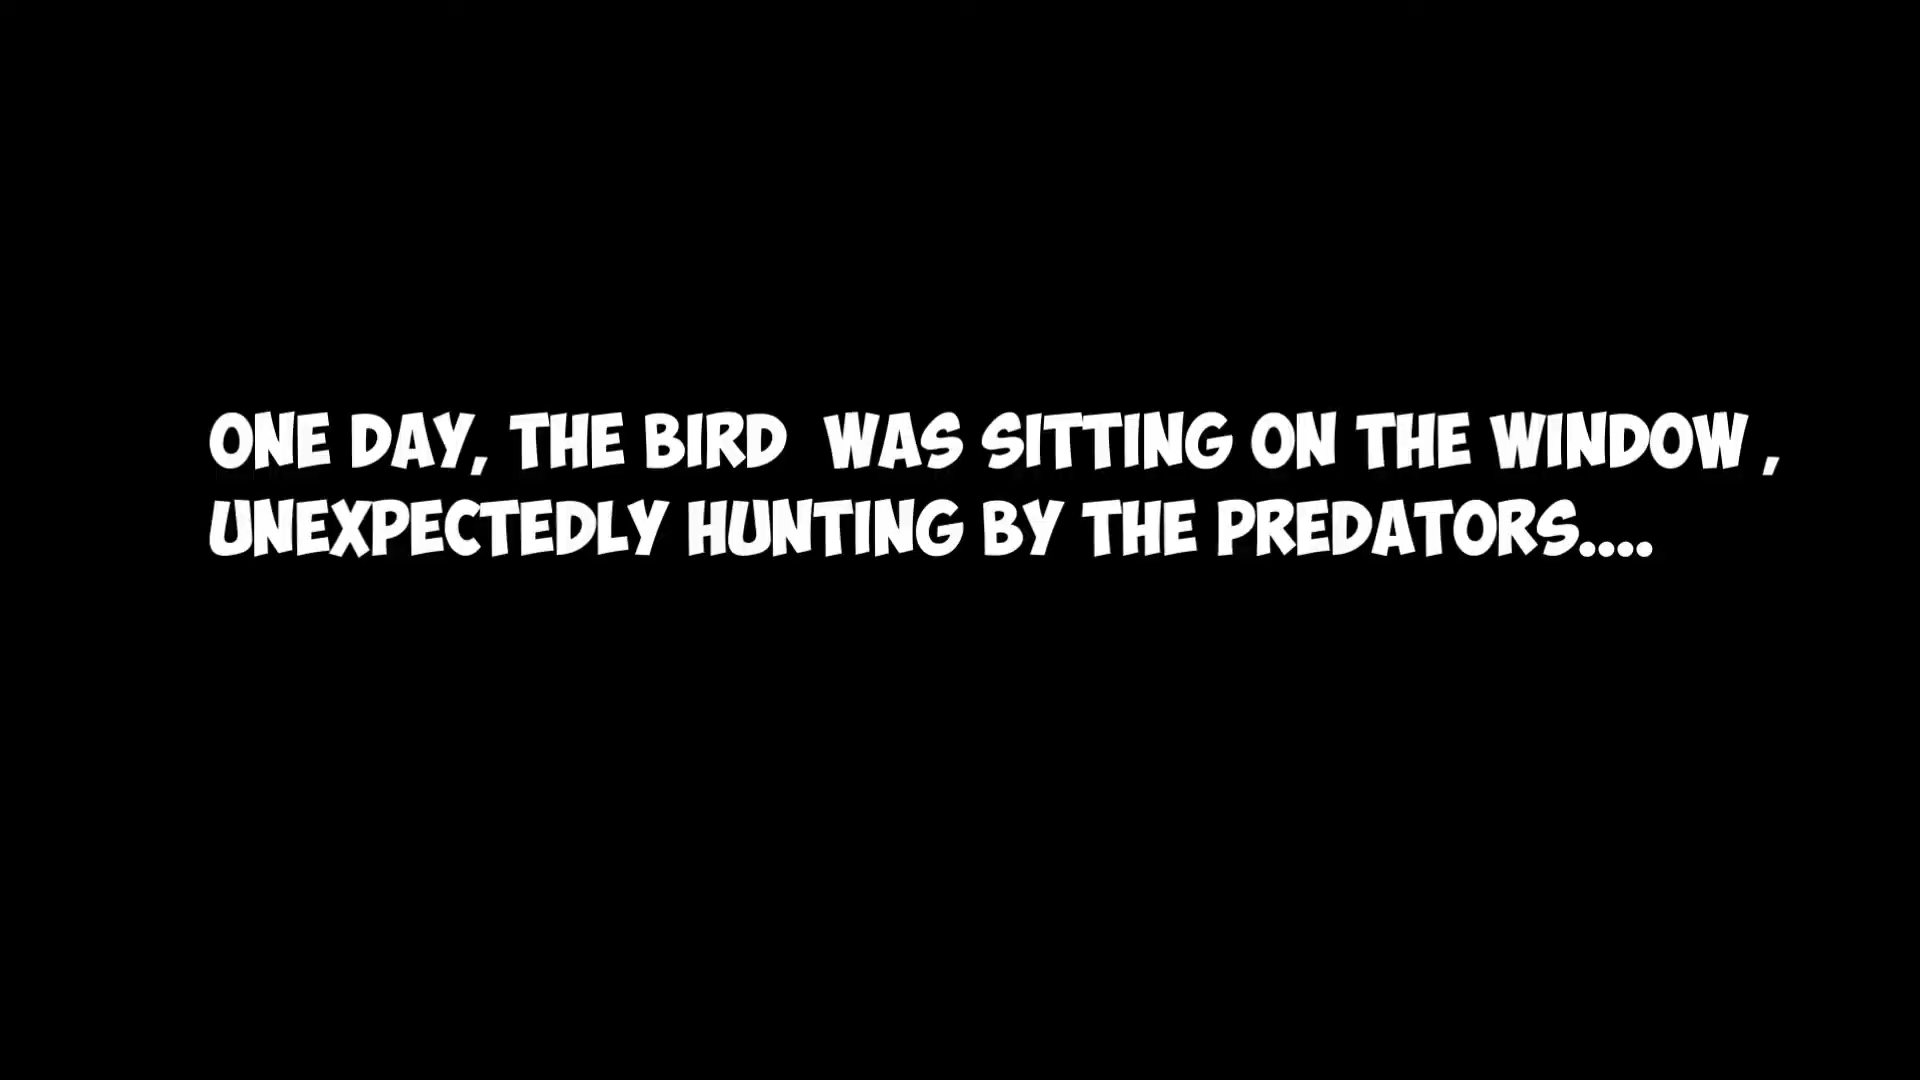 ONE DAY, THE BIRD  WAS SITTING ON THE WINDOW ,
UNEXPECTEDLY HUNTING BY THE PREDATORS....